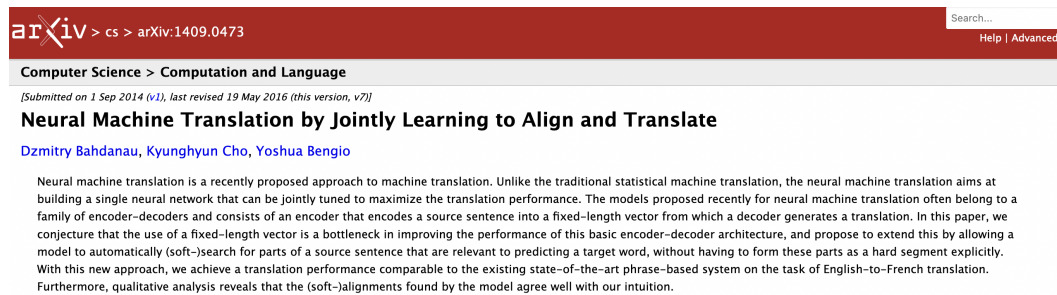 Search...
arXiv > cs > arXiv:1409.0473
Help | Advanced
Computer Science > Computation and Language
[Submitted on 1 Sep 2014 (v1), last revised 19 May 2016 (this version, v7)]
Neural Machine Translation by Jointly Learning to Align and Translate
Dzmitry Bahdanau, Kyunghyun Cho, Yoshua Bengio
Neural machine translation is a recently proposed approach to machine translation. Unlike the traditional statistical machine translation, the neural machine translation aims at
building a single neural network that can be jointly tuned to maximize the translation performance. The models proposed recently for neural machine translation often belong to a
family of encoder-decoders and consists of an encoder that encodes a source sentence into a fixed-length vector from which a decoder generates a translation. In this paper, we
conjecture that the use of a fixed-length vector is a bottleneck in improving the performance of this basic encoder-decoder architecture, and propose to extend this by allowing a
model to automatically (soft-)search for parts of a source sentence that are relevant to predicting a target word, without having to form these parts as a hard segment explicitly.
With this new approach, we achieve a translation performance comparable to the existing state-of-the-art phrase-based system on the task of English-to-French translation.
Furthermore, qualitative analysis reveals that the (soft-)alignments found by the model agree well with our intuition.